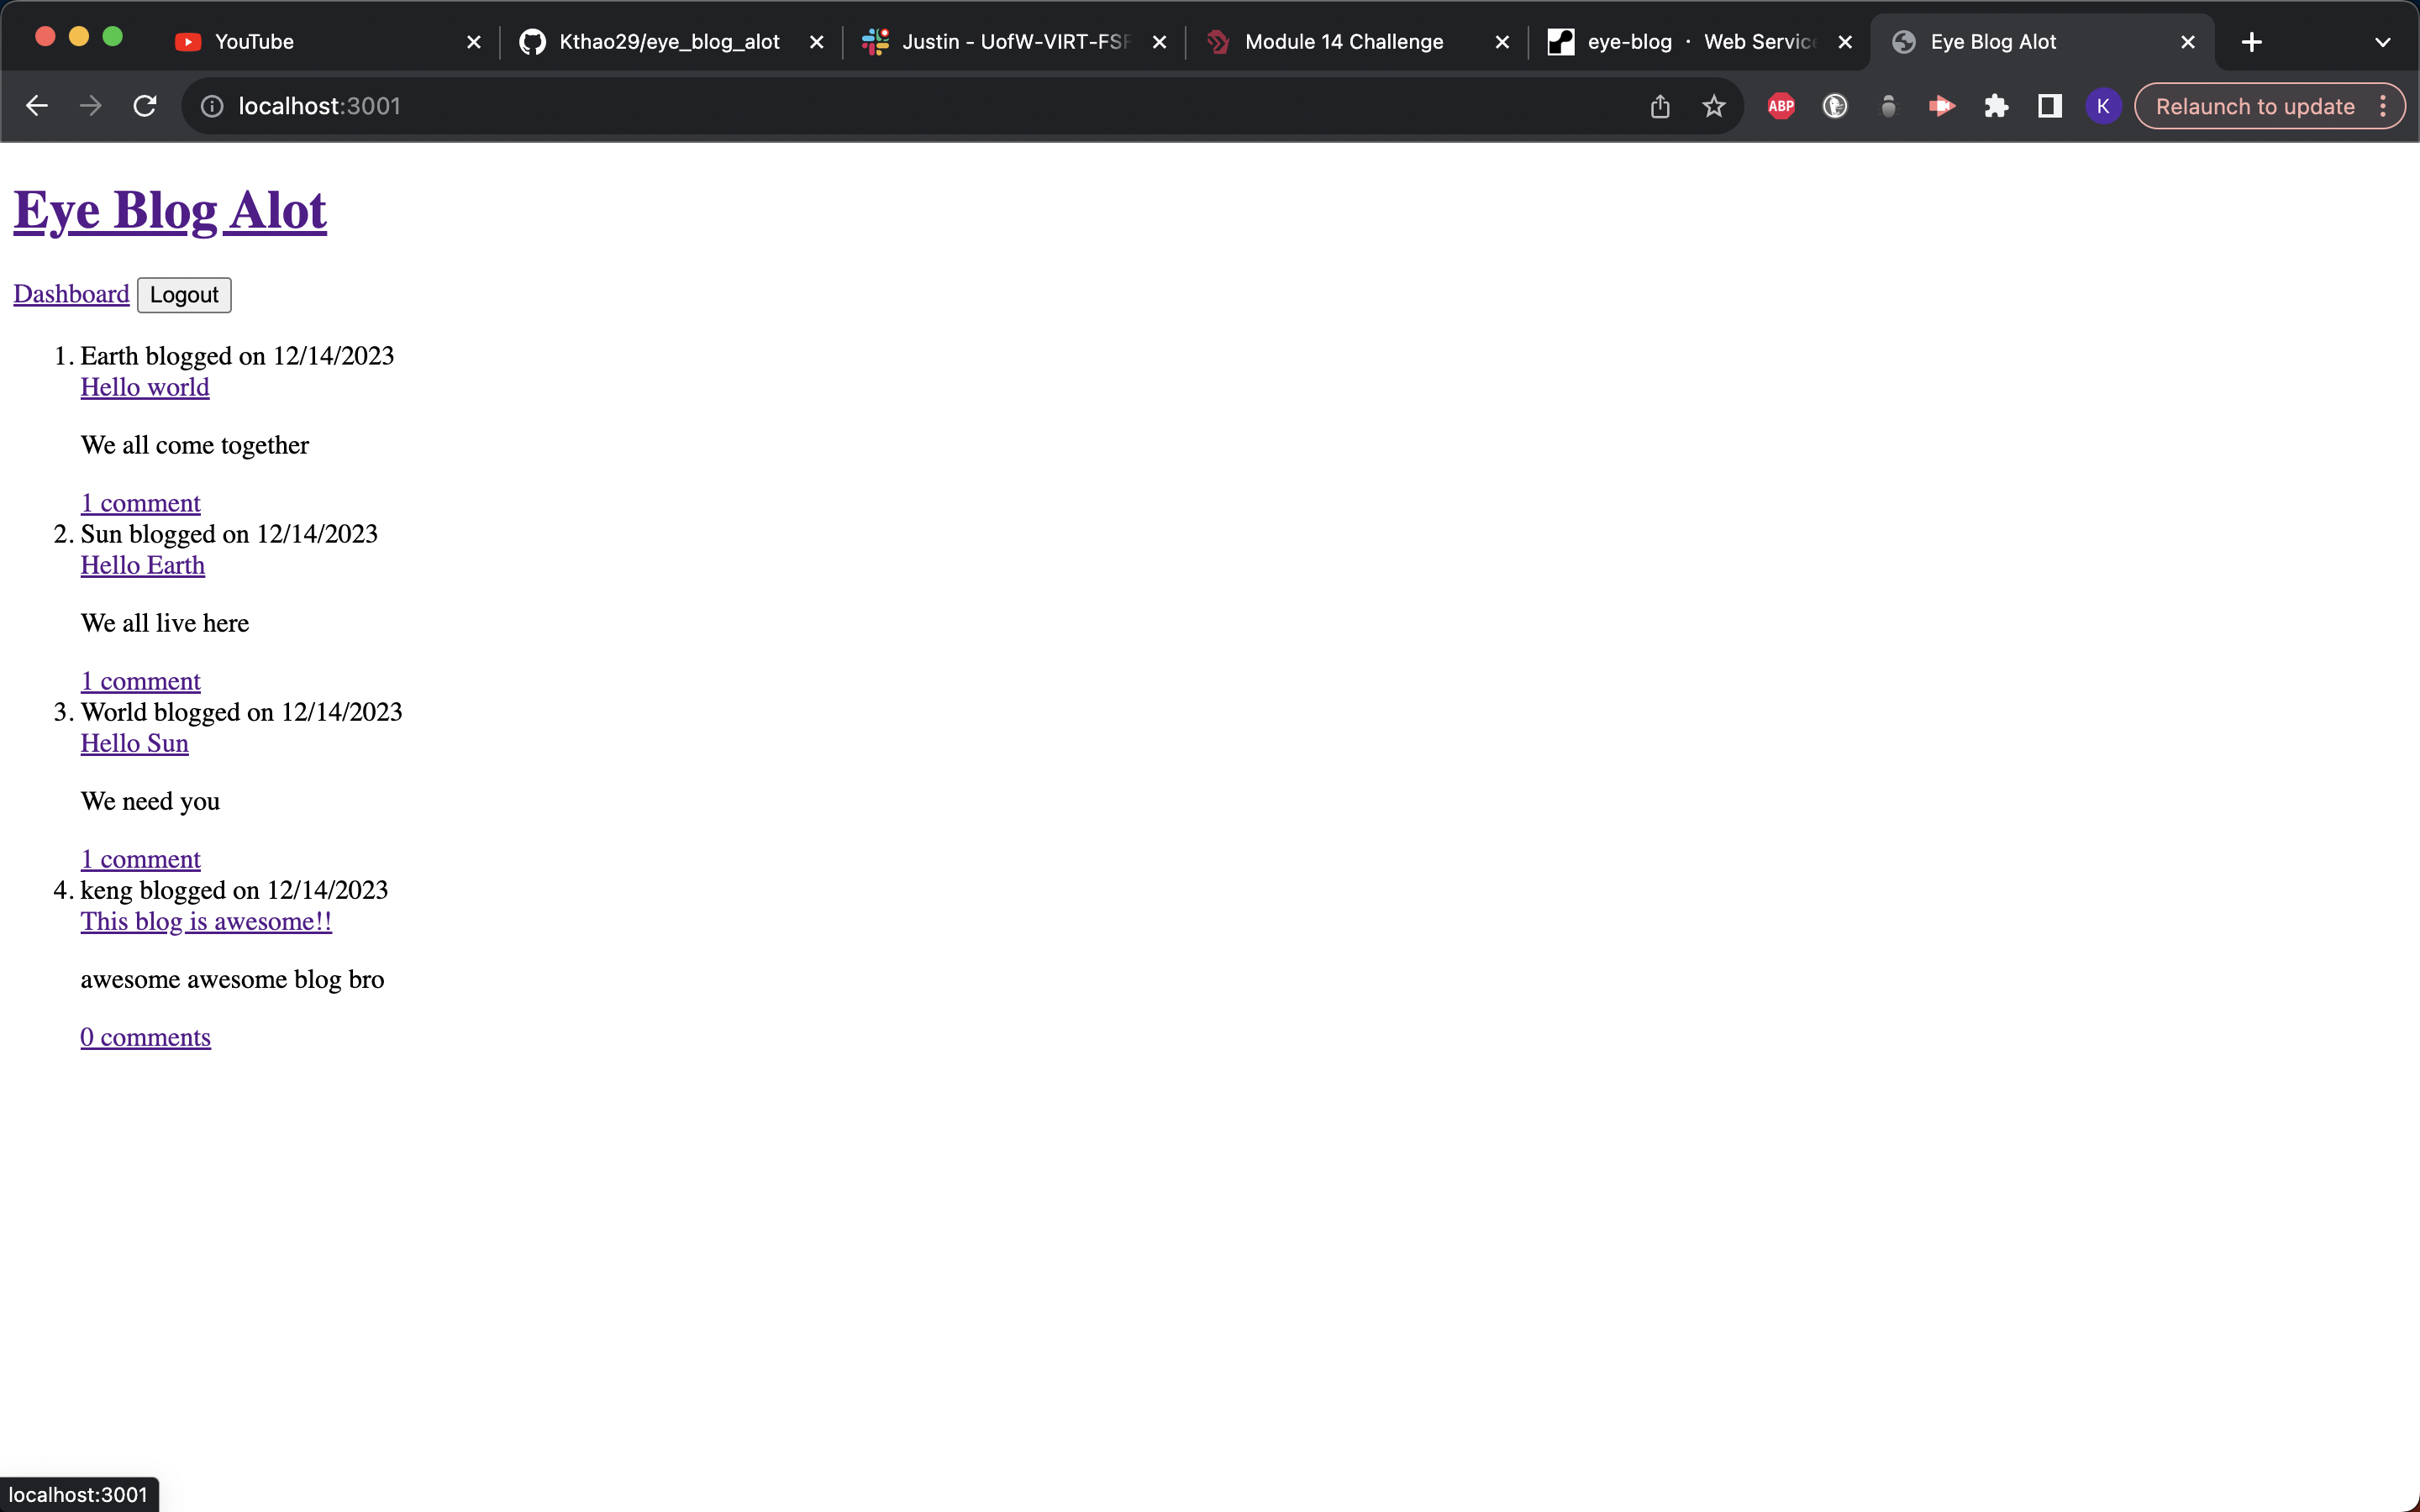 YouTube
Kthao29/eye_blog_alot
Justin - UofW-VIRT-FSF
Module 14 Challenge
eye-blog · Web Service
Eye Blog Alot
localhost:3001
ABP
K
Relaunch to update
Eye Blog Alot
Dashboard Logout
1. Earth blogged on 12/14/2023
Hello world
We all come together
1 comment
2. Sun blogged on 12/14/2023
Hello Earth
We all live here
1 comment
3. World blogged on 12/14/2023
Hello Sun
We need you
1 comment
4. keng blogged on 12/14/2023
This blog is awesome!!
awesome awesome blog bro
0 comments
localhost:3001